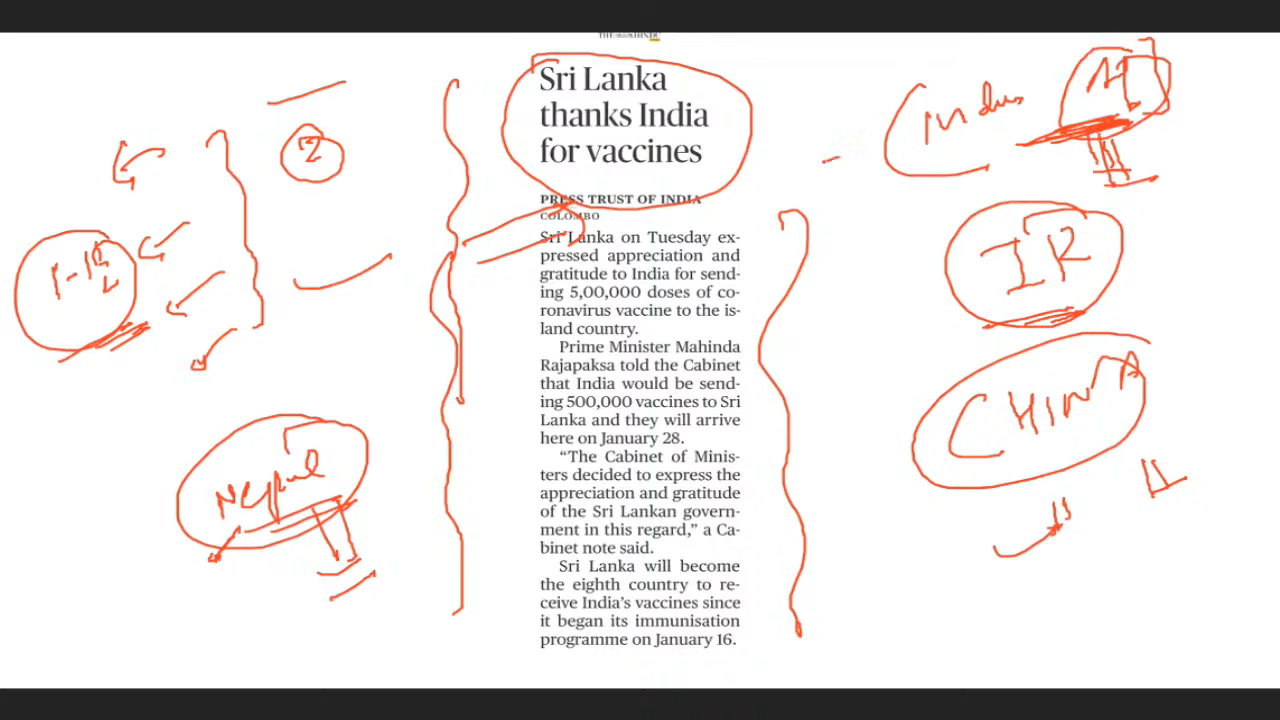 Sri Lanka
thanks India
for vaccines
PRESS TRUST OF INDIA
COLOMBO
Sri Lanka on Tuesday ex-
pressed appreciation and
gratitude to India for send-
ing 5,00,000 doses of co-
ronavirus vaccine to the is-
land country.
Prime Minister Mahinda
Rajapaksa told the Cabinet
that India would be send-
ing 500,000 vaccines to Sri
Lanka and they will arrive
here on January 28.
“The Cabinet of Minis-
ters decided to express the
appreciation and gratitude
of the Sri Lankan govern-
ment in this regard,” a Ca-
binet note said.
Sri Lanka will become
the eighth country to re-
ceive India’s vaccines since
it began its immunisation
programme on January 16.
2
Nepal
IR
CHINA